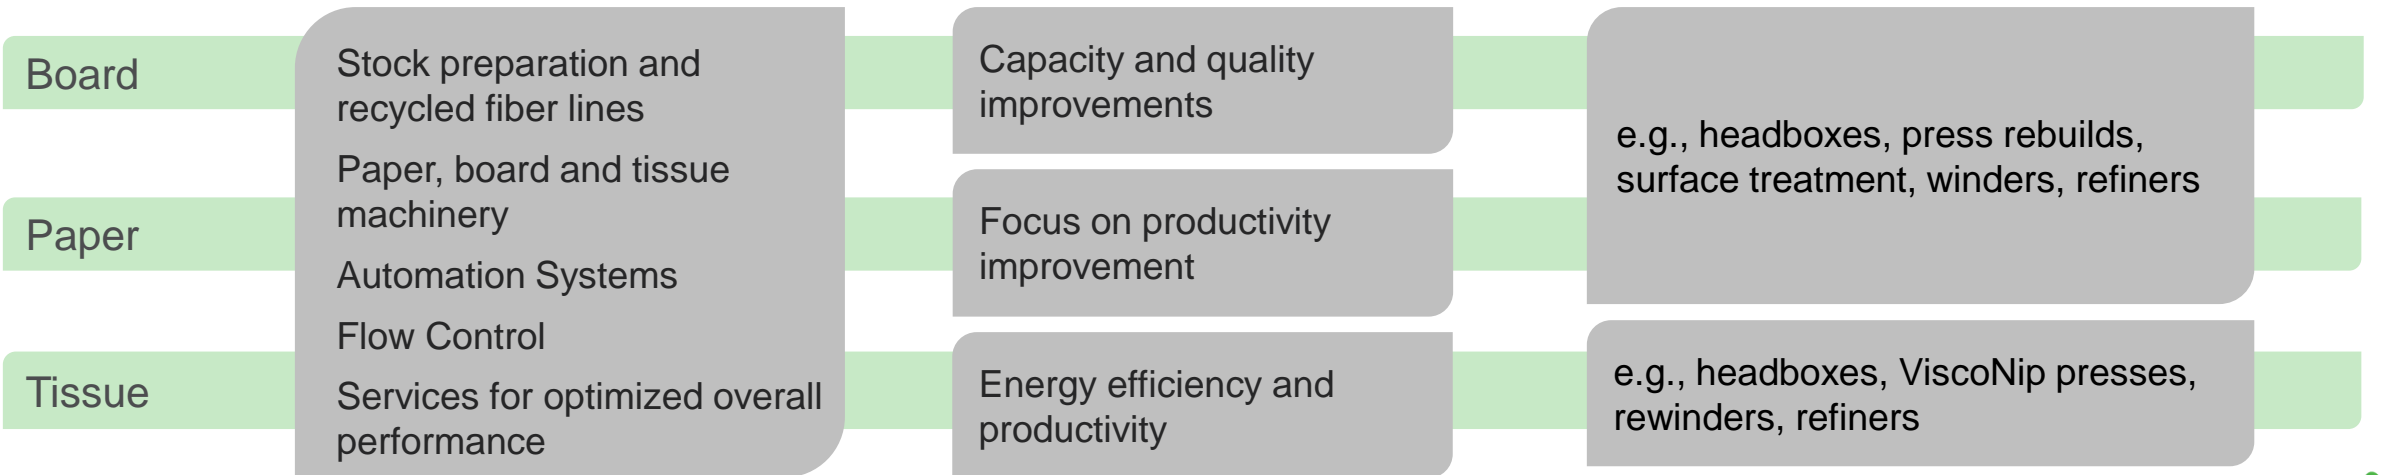 Board
Paper
Tissue
Stock preparation and
recycled fiber lines
Paper, board and tissue
machinery
Automation Systems
Flow Control
Services for optimized overall
performance
Capacity and quality
improvements
Focus on productivity
improvement
Energy efficiency and
productivity
e.g., headboxes, press rebuilds,
surface treatment, winders, refiners
e.g., headboxes, ViscoNip presses,
rewinders, refiners